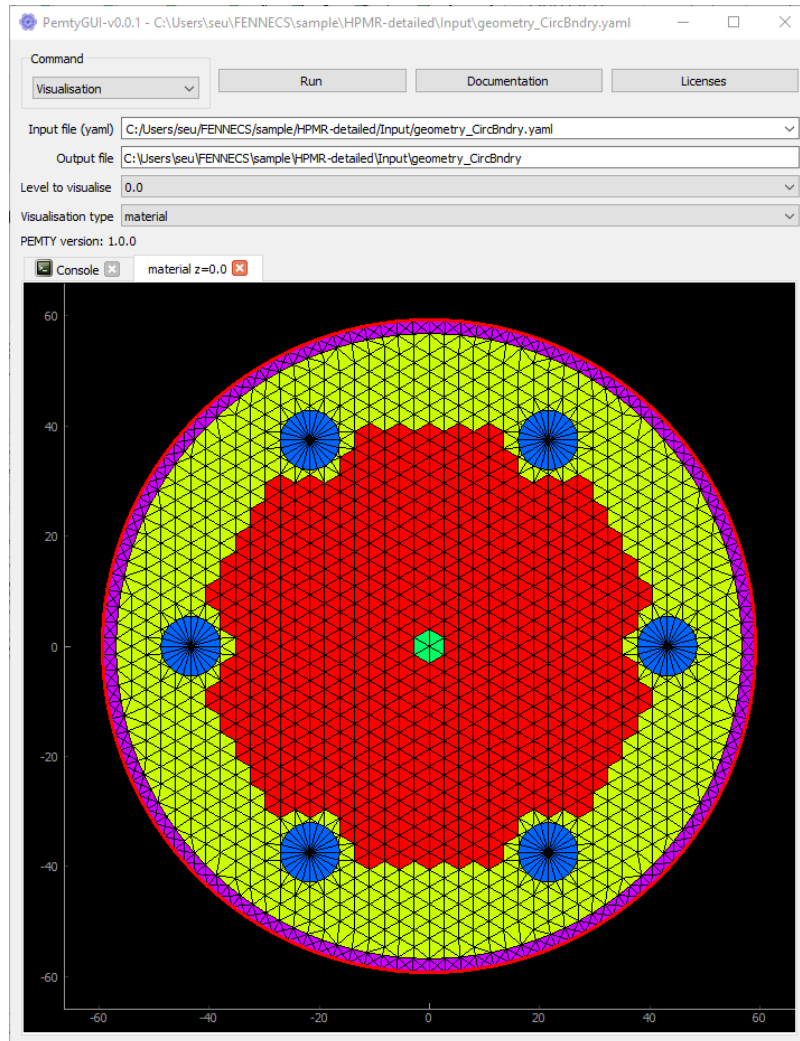 PemtyGUI-v0.0.1 - C:\Users\seu\FENNECS\sample\HPMR-detailed\Input\geometry_CircBndry.yaml
Command
Visualisation
Run
Documentation
Licenses
Input file (yaml) C:/Users/seu/FENNECS/sample/HPMR-detailed/Input/geometry_CircBndry.yaml
Output file C:\Users\seu\FENNECS\sample\HPMR-detailed\Input\geometry_CircBndry
Level to visualise 0.0
Visualisation type material
PEMTY version: 1.0.0
Console material z=0.0
60
40
20
0
-20
-40
-60
-60 -40 -20 0 20 40 60